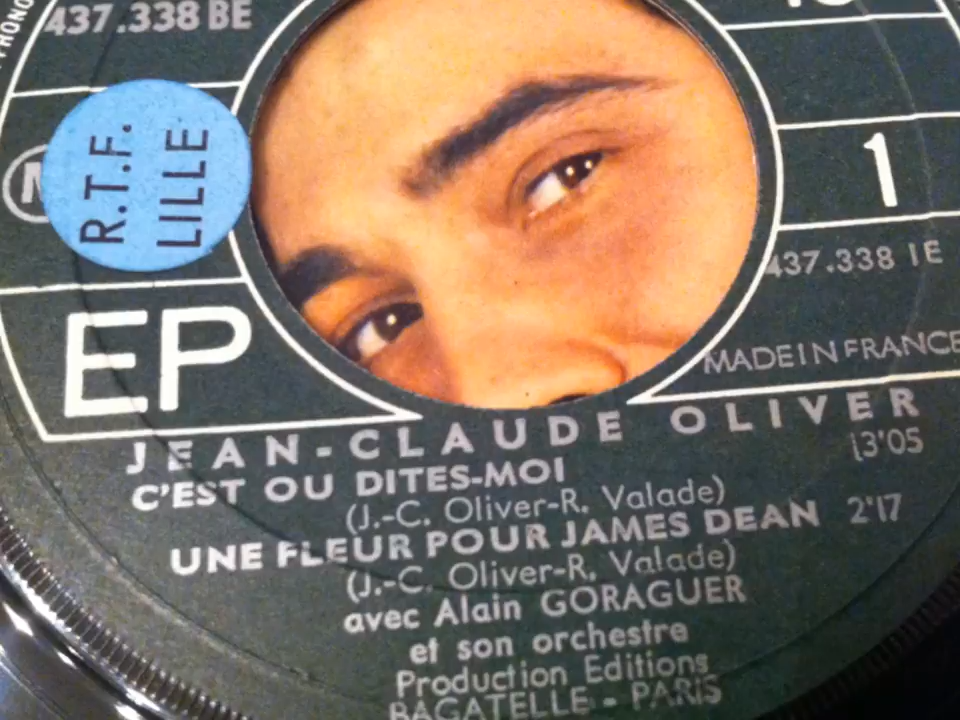 437.338 BE
R.T.F.
LILLE
1
437.338 IE
EP
MADE IN FRANCE
JEAN-CLAUDE OLIVER
C'EST OU DITES-MOI 3'05
(J.-C. Oliver-R. Valade)
UNE FLEUR POUR JAMES DEAN 2'17
(J.-C. Oliver-R. Valade)
avec Alain GORAGUER
et son orchestre
Production Editions
BAGATELLE - PARIS